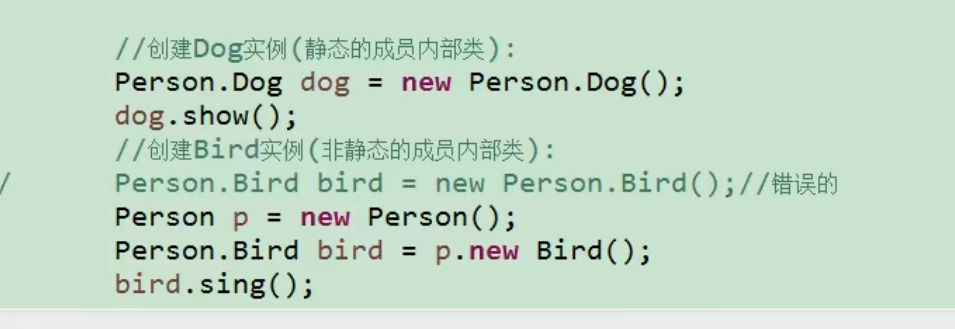 //创建Dog实例(静态的成员内部类):
Person.Dog dog = new Person.Dog();
dog.show();
//创建Bird实例(非静态的成员内部类):
/ Person.Bird bird = new Person.Bird();//错误的
Person p = new Person();
Person.Bird bird = p.new Bird();
bird.sing();